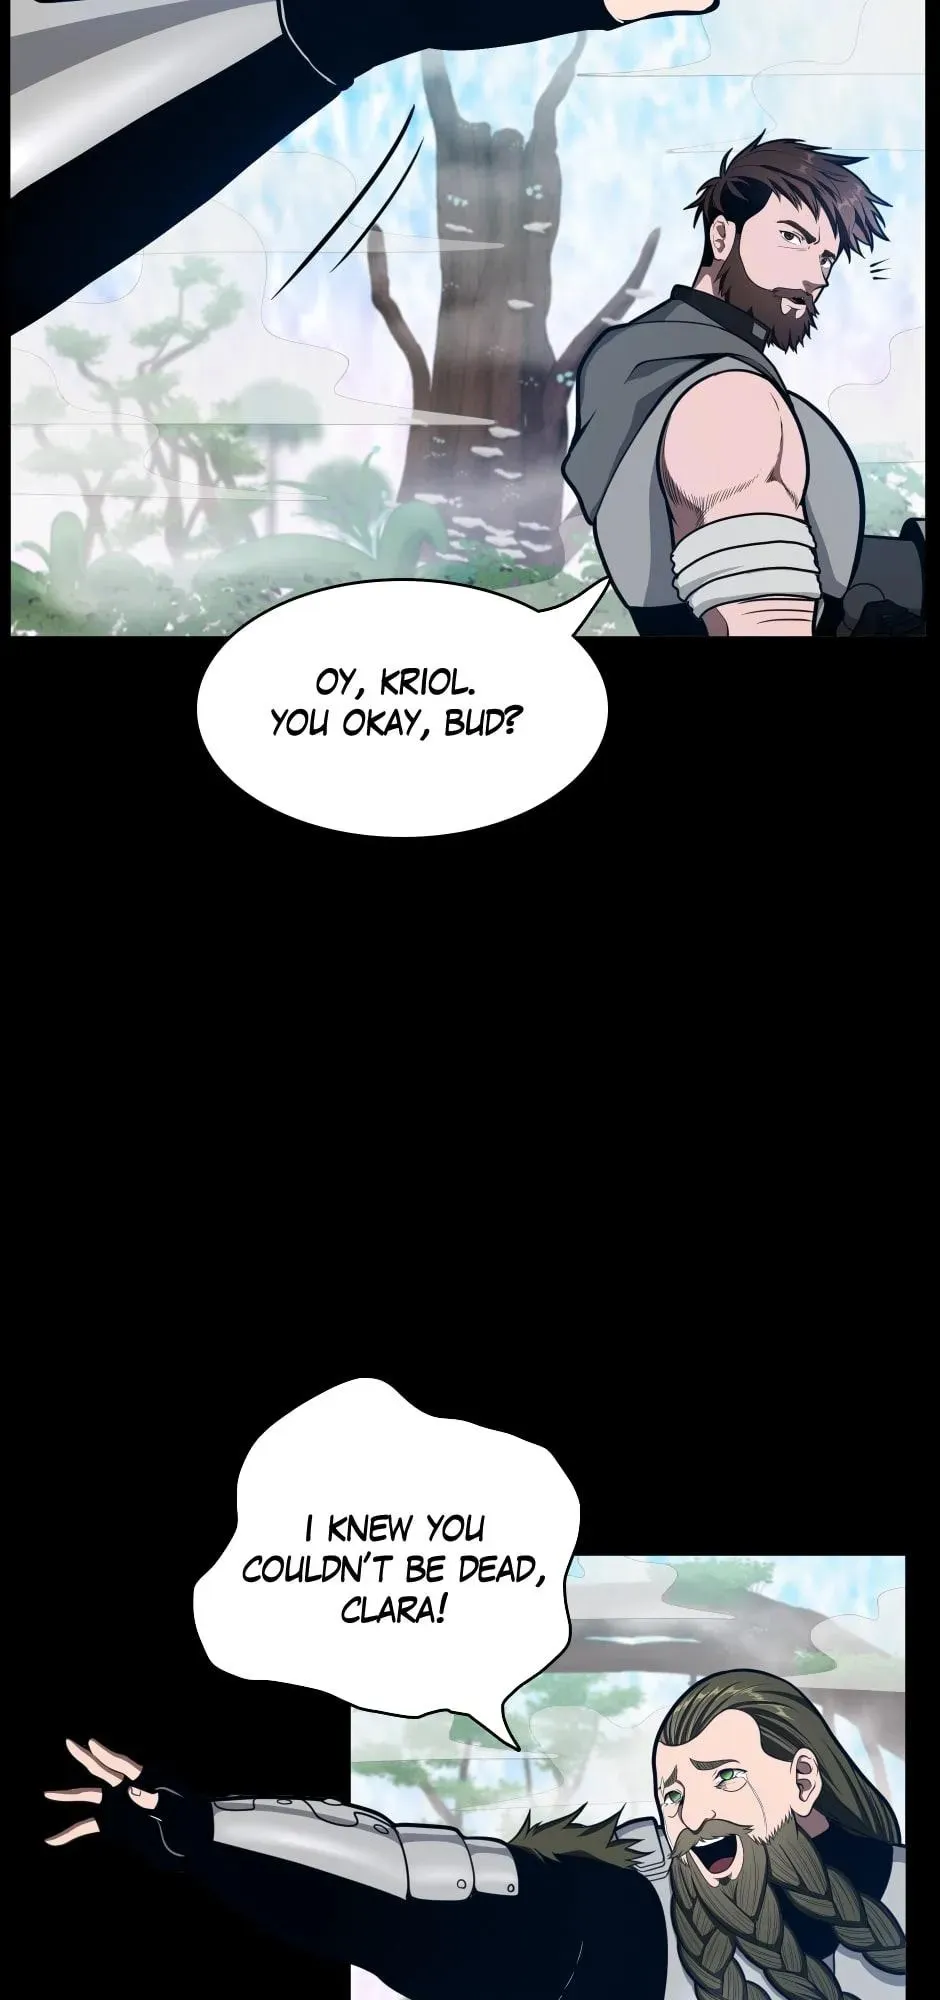 OY, KRIOL.
YOU OKAY, BUD?
I KNEW YOU
COULDN'T BE DEAD,
CLARA!